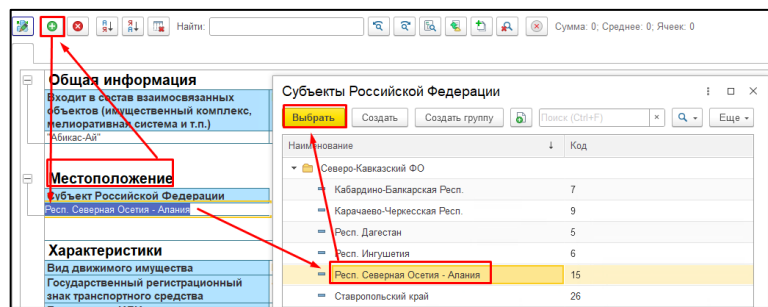 Найти:
Сумма: 0; Среднее: 0; Ячеек: 0
Общая информация
Входит в состав взаимосвязанных
объектов (имущественный комплекс,
мелиоративная система и т.п.)
"Абикас-Ай"
Местоположение
Субъект Российской Федерации
Респ. Северная Осетия - Алания
Характеристики
Вид движимого имущества
Государственный регистрационный
знак транспортного средства
Субъекты Российской Федерации
Выбрать Создать Создать группу Поиск (Ctrl+F) × Еще
Наименование ↓ Код
Северо-Кавказский ФО
Кабардино-Балкарская Респ. 7
Карачаево-Черкесская Респ. 9
Респ. Дагестан 5
Респ. Ингушетия 6
Респ. Северная Осетия - Алания 15
Ставропольский край 26